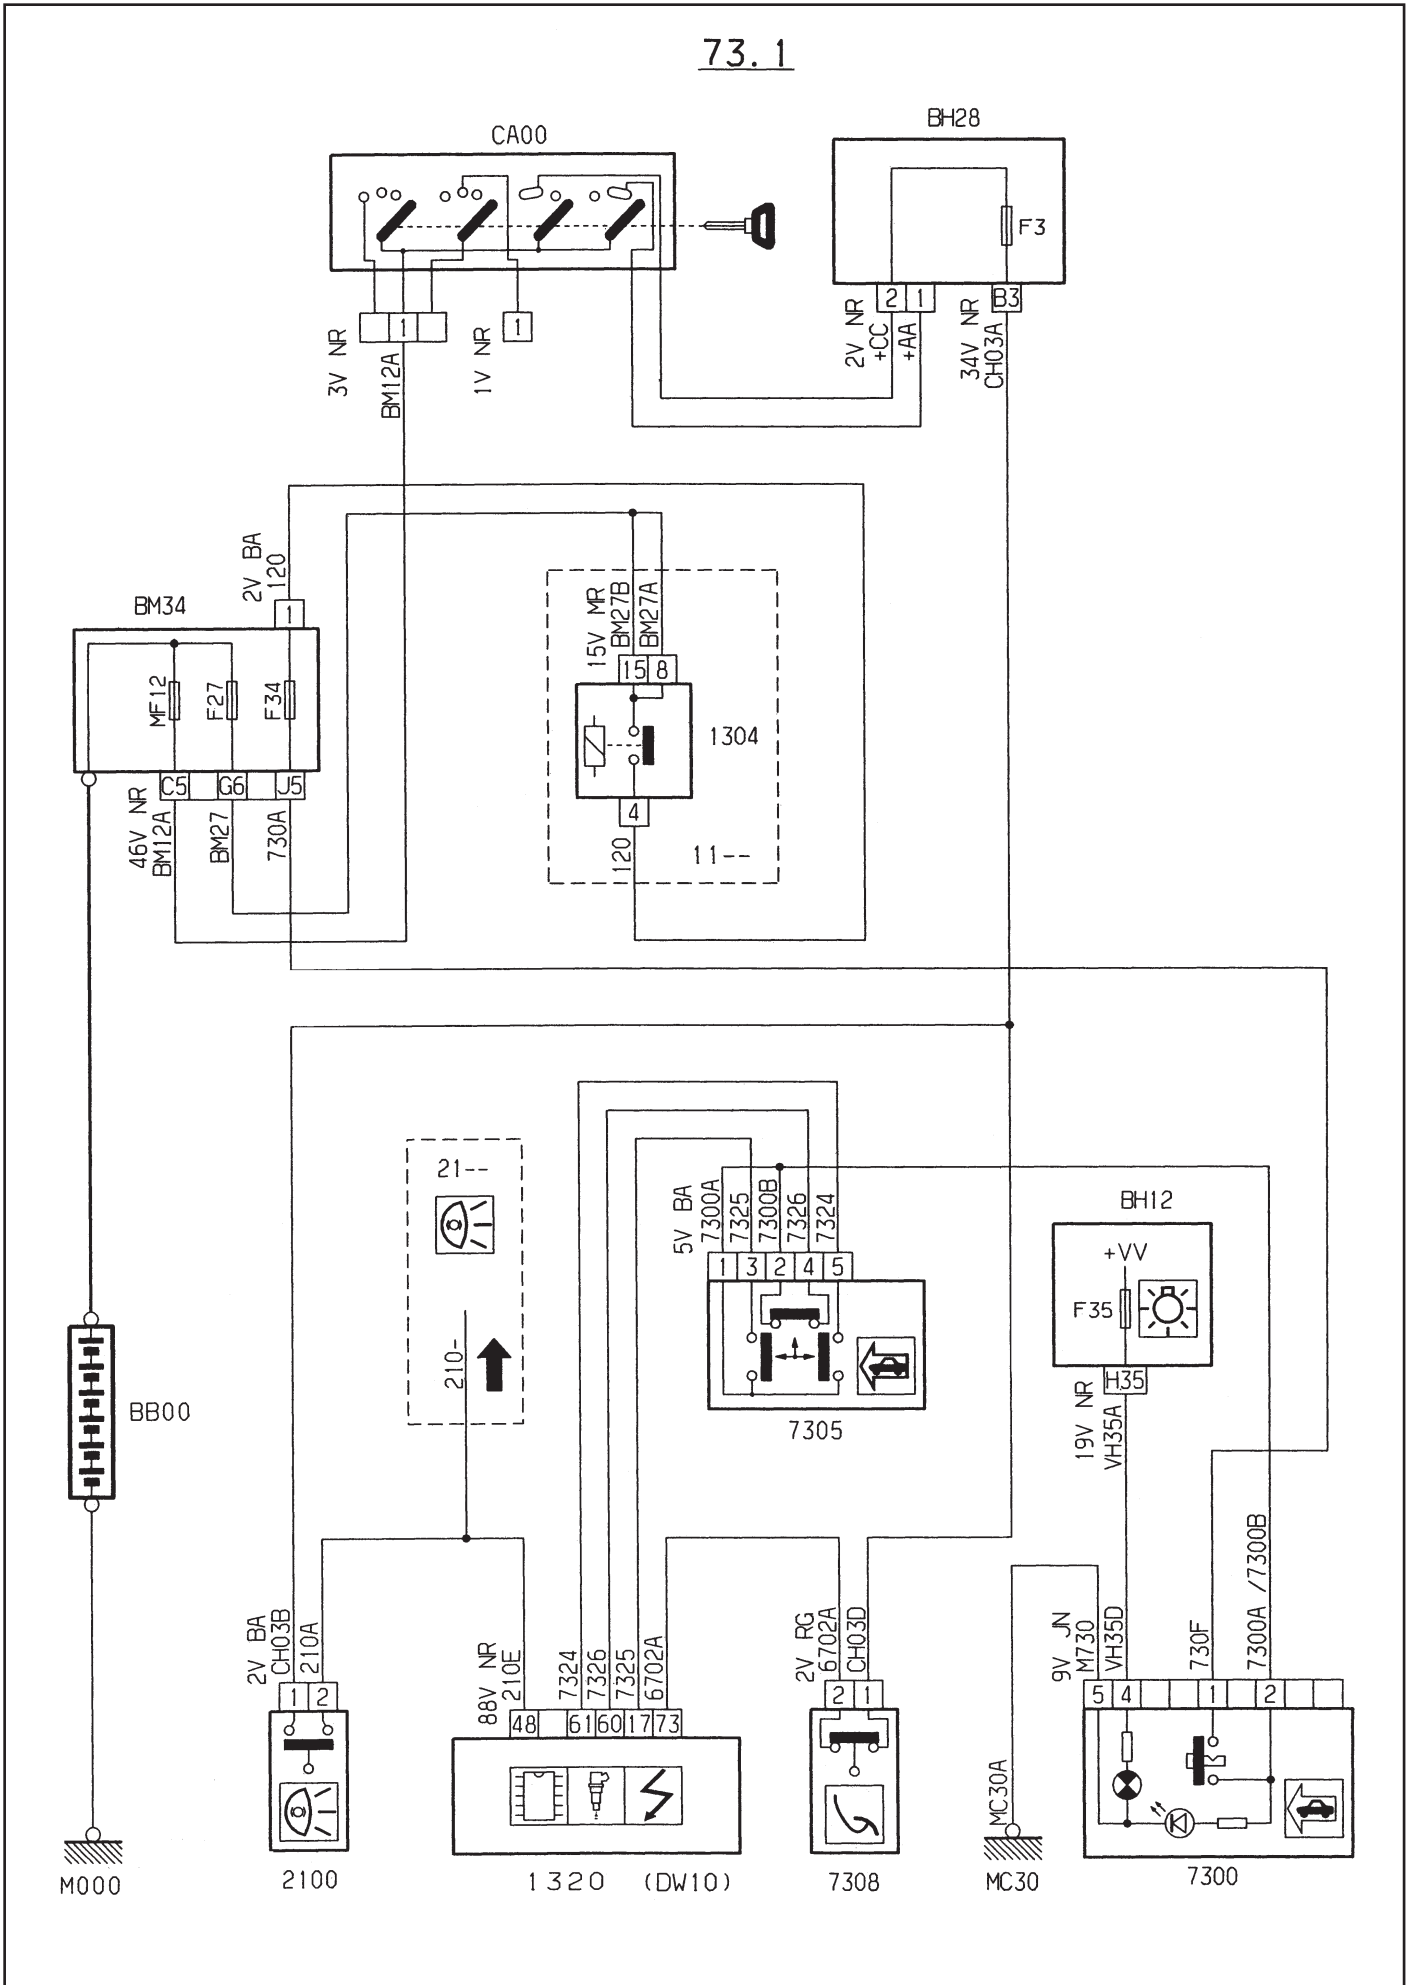 73.1
CA00
BH28
F3
2 1 B3
2V NR
+CC
+AA
34V NR
CH03A
1
1
3V NR
BM12A
1V NR
2V BA
120
1
BM34
MF12
F27
F34
C5 G6 J5
46V NR
BM12A
BM27
730A
15V MR
BM27B
BM27A
15 8
1304
4
120
11--
21--
210-
5V BA
7300A
7325
7300B
7326
7324
1 3 2 4 5
7305
BH12
+VV
F35
H35
19V NR
VH35A
BB00
2V BA
CH03B
210A
1 2
2100
88V NR
210E
7324
7326
7325
6702A
48 61 60 17 73
1320 (DW10)
2V RG
6702A
CH03D
2 1
7308
MC30A
MC30
9V JN
M730
VH35D
730F
7300A /7300B
5 4 1 2
7300
M000